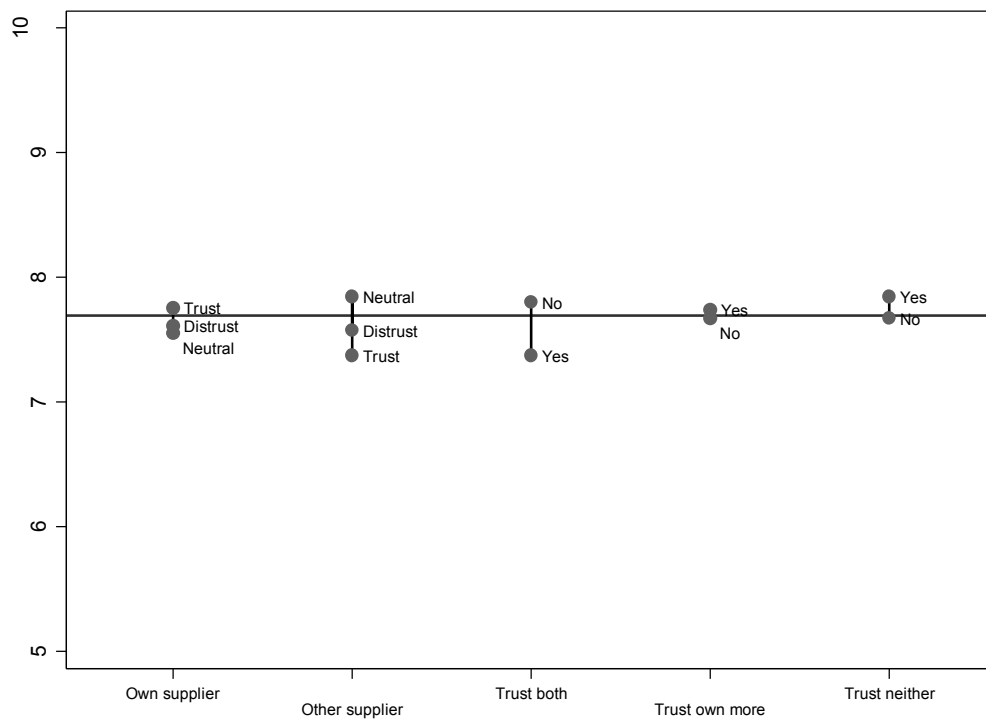 10
9
8
7
6
5
Trust
Distrust
Neutral
Neutral
Distrust
Trust
No
Yes
Yes
No
Yes
No
Own supplier
Other supplier
Trust both
Trust own more
Trust neither